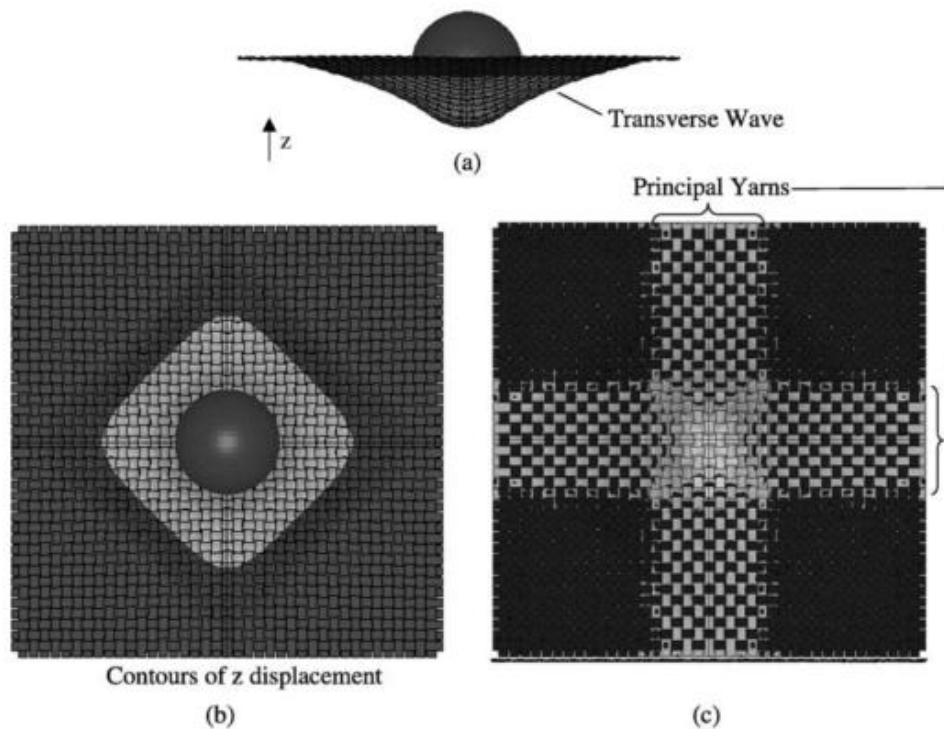 Transverse Wave
z
(a)
Principal Yarns
Contours of z displacement
(b)
(c)